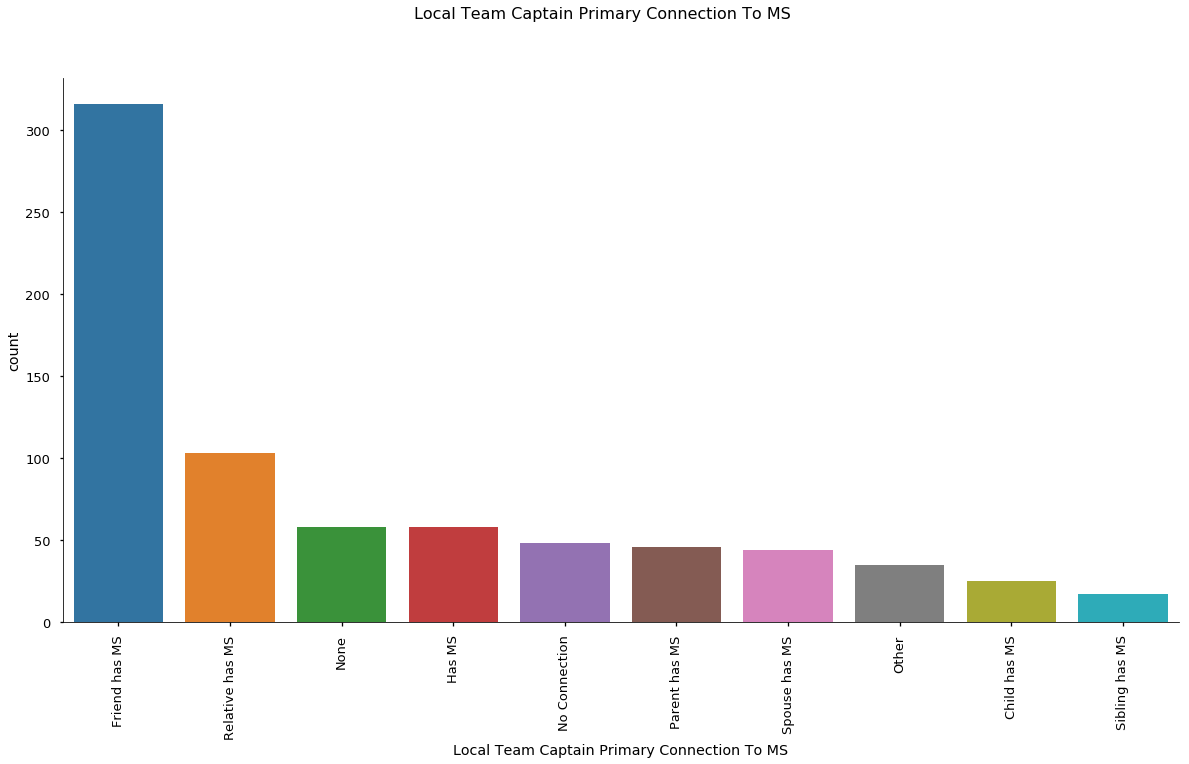 Local Team Captain Primary Connection To MS
300
250
200
150
100
50
0
count
Friend has MS
Relative has MS
None
Has MS
No Connection
Parent has MS
Spouse has MS
Other
Child has MS
Sibling has MS
Local Team Captain Primary Connection To MS